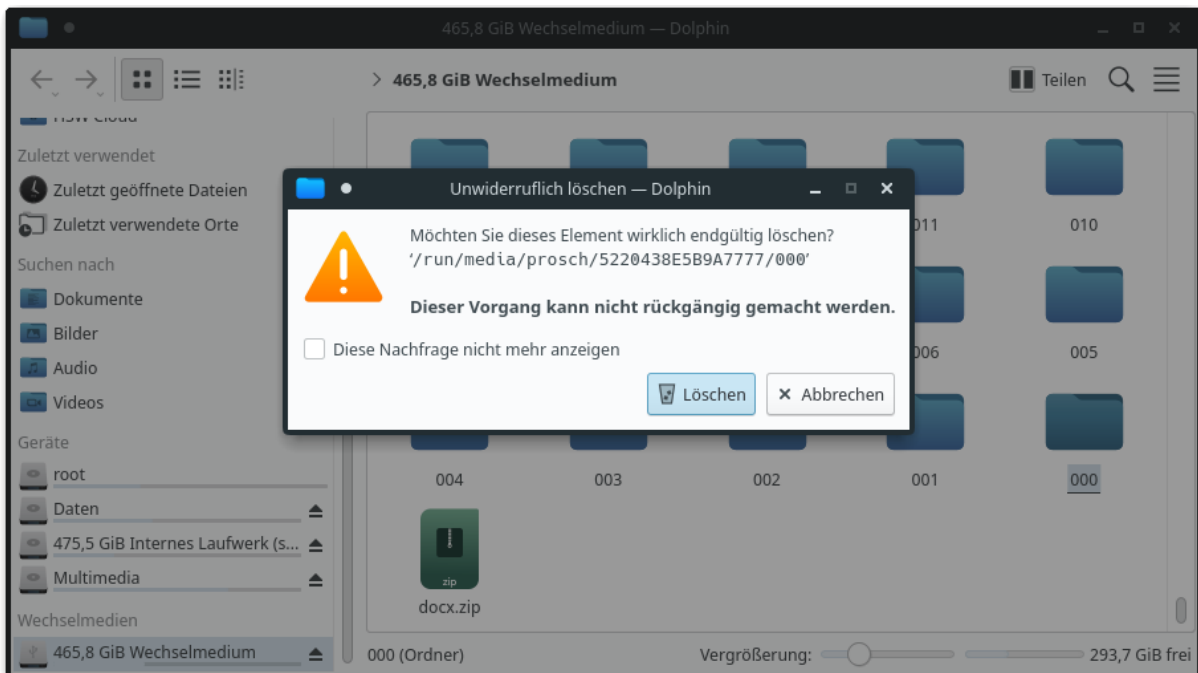 465,8 GiB Wechselmedium — Dolphin
465,8 GiB Wechselmedium
Teilen
HSW Cloud
Zuletzt verwendet
Zuletzt geöffnete Dateien
Zuletzt verwendete Orte
Suchen nach
Dokumente
Bilder
Audio
Videos
Geräte
root
Daten
475,5 GiB Internes Laufwerk (s...
Multimedia
Wechselmedien
465,8 GiB Wechselmedium
Unwiderruflich löschen — Dolphin
Möchten Sie dieses Element wirklich endgültig löschen?
‘/run/media/prosch/5220438E5B9A7777/000’
Dieser Vorgang kann nicht rückgängig gemacht werden.
Diese Nachfrage nicht mehr anzeigen
Löschen
Abbrechen
011
010
006
005
004
003
002
001
000
zip
docx.zip
000 (Ordner)
Vergrößerung:
293,7 GiB frei